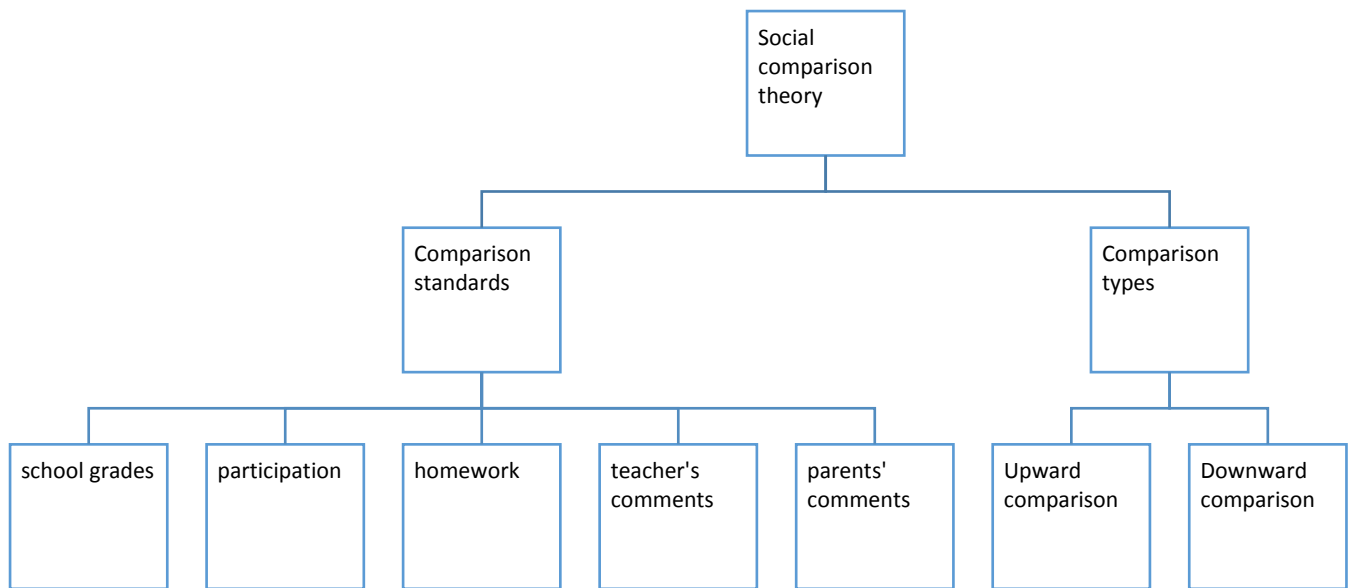 Social
comparison
theory
Comparison
standards
Comparison
types
school grades
participation
homework
teacher's
comments
parents'
comments
Upward
comparison
Downward
comparison